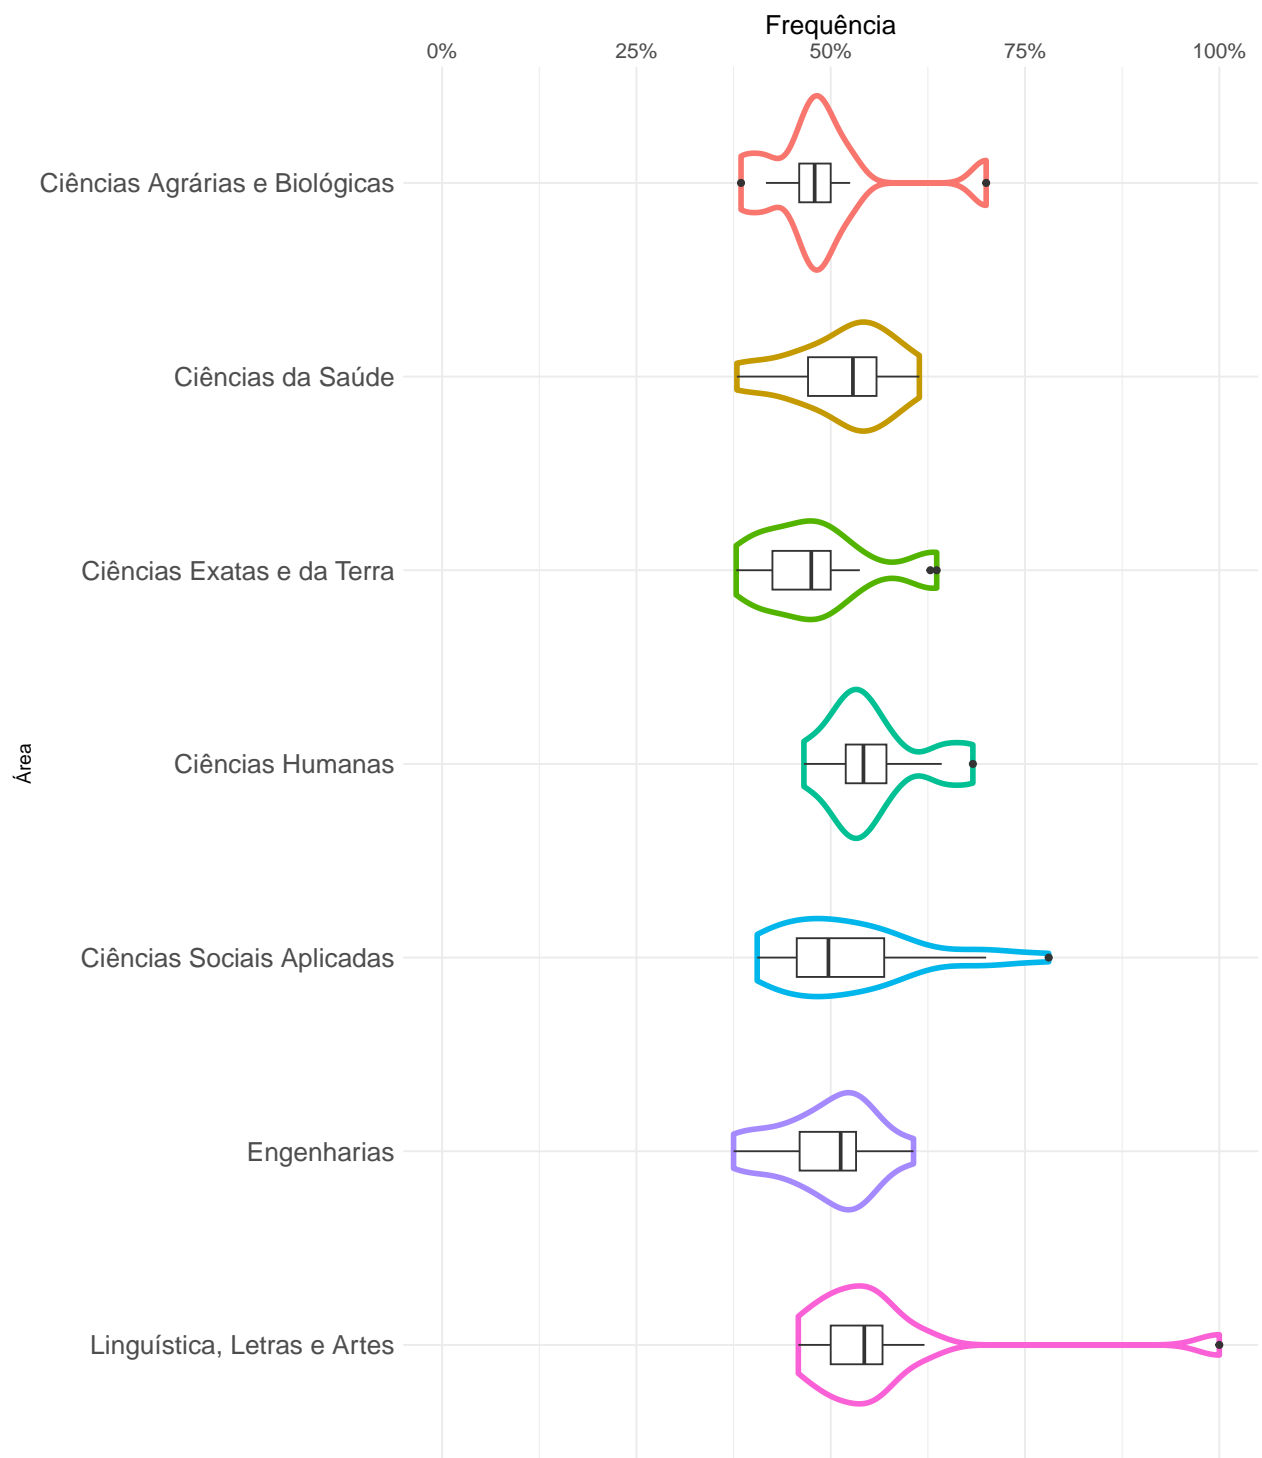 Frequência
0% 25% 50% 75% 100%
Ciências Agrárias e Biológicas
Ciências da Saúde
Ciências Exatas e da Terra
Ciências Humanas
Ciências Sociais Aplicadas
Engenharias
Linguística, Letras e Artes
Área